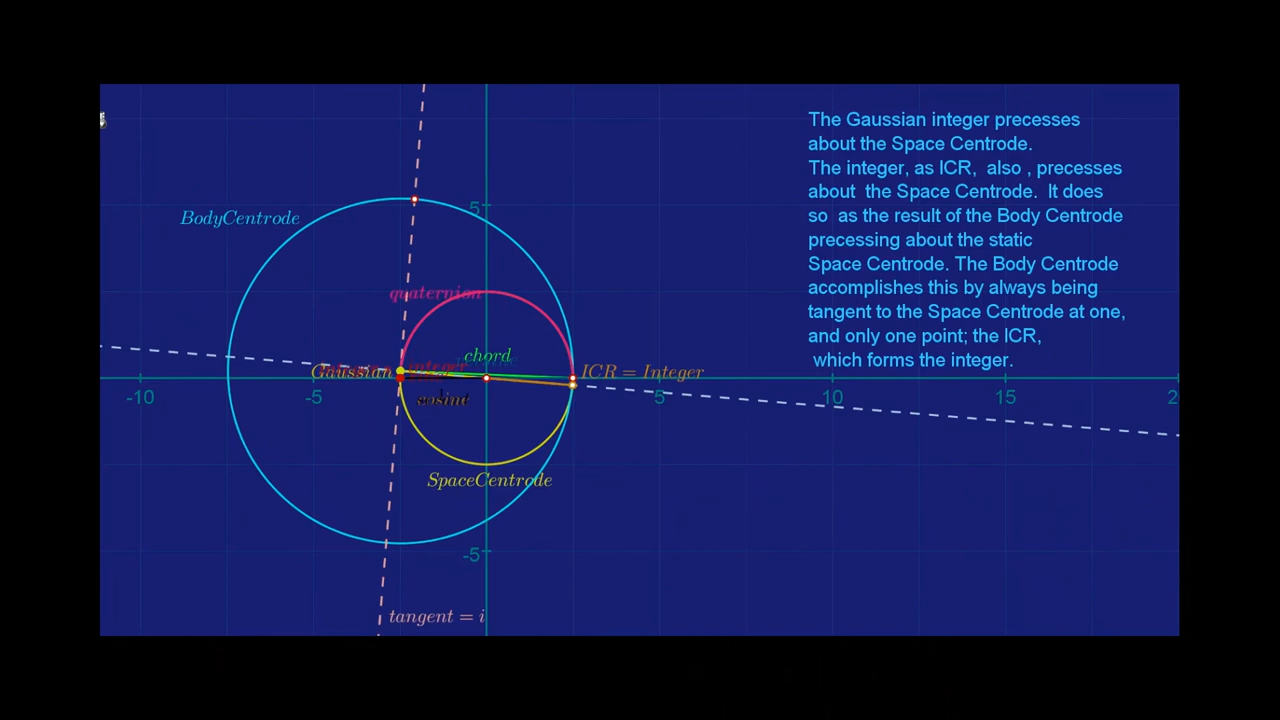 The Gaussian integer precesses
about the Space Centrode.
The integer, as ICR, also , precesses
about the Space Centrode. It does
so as the result of the Body Centrode
precessing about the static
Space Centrode. The Body Centrode
accomplishes this by always being
tangent to the Space Centrode at one,
and only one point; the ICR,
which forms the integer.
BodyCentrode
5
quaternion
chord
Gaussian
ICR = Integer
-10 -5 5 10 15 2
SpaceCentrode
-5
tangent = i